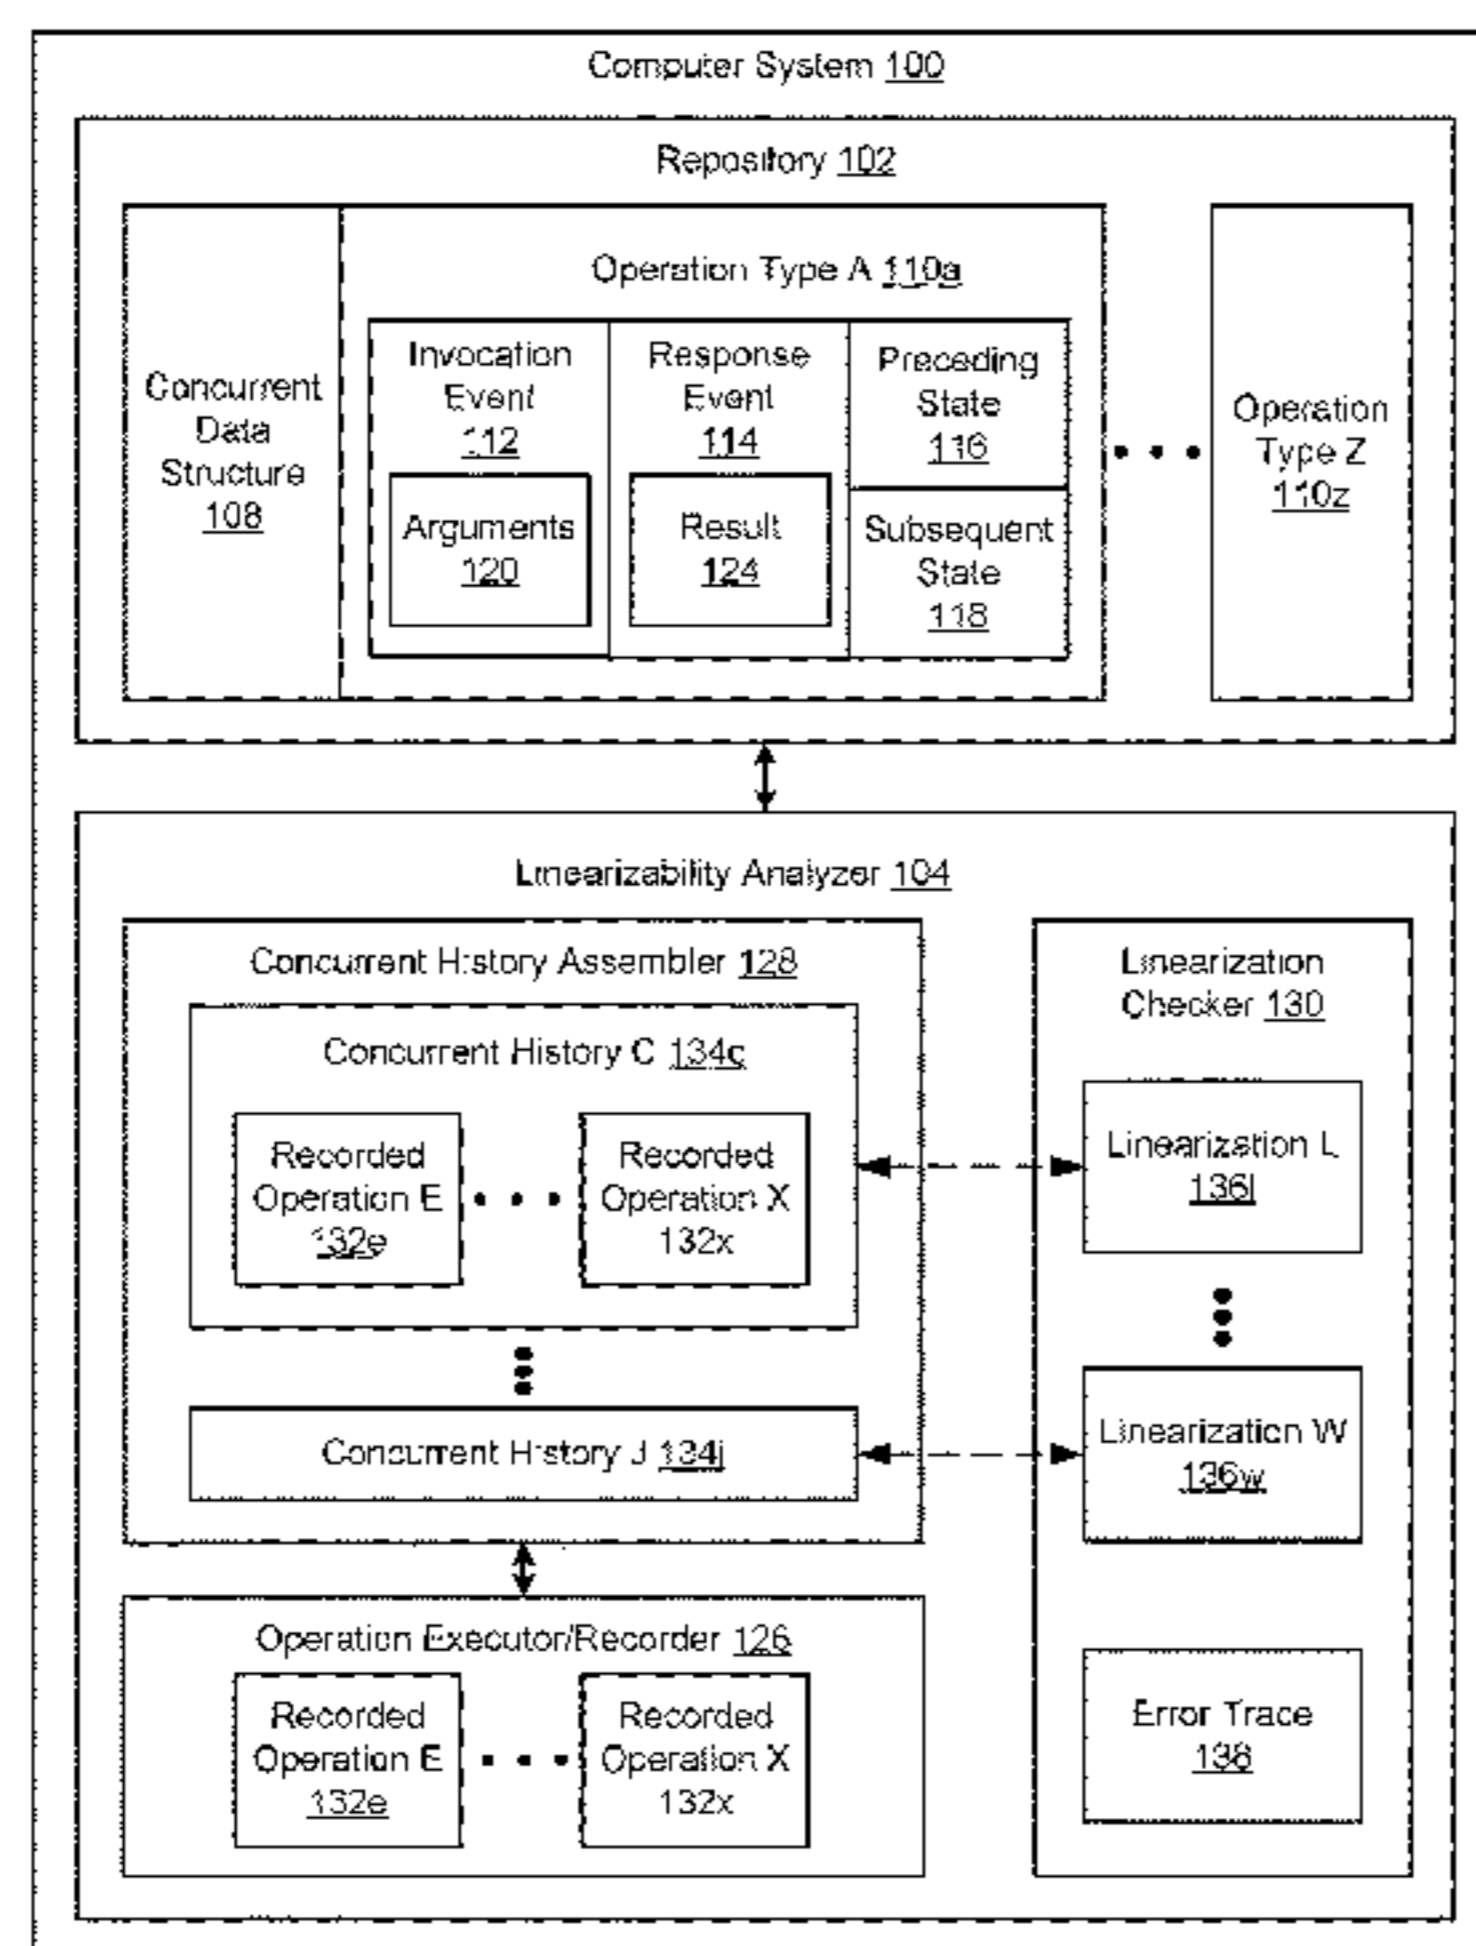 Computer System 100
Repository 102
Concurrent
Data
Structure
108
Operation Type A 110a
Invocation
Event
112
Arguments
120
Response
Event
114
Result
124
Preceding
State
116
Subsequent
State
118
Operation
Type Z
110z
Linearizability Analyzer 104
Concurrent History Assembler 128
Concurrent History C 134c
Recorded
Operation E
132e
Recorded
Operation X
132x
Concurrent History J 134j
Operation Executor/Recorder 126
Recorded
Operation E
132e
Recorded
Operation X
132x
Linearization
Checker 130
Linearization L
136l
Linearization W
136w
Error Trace
138